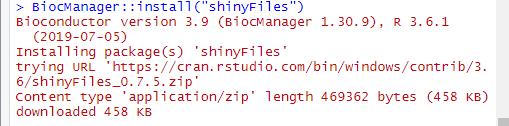 > BiocManager::install("shinyFiles")
Bioconductor version 3.9 (BiocManager 1.30.9), R 3.6.1
(2019-07-05)
Installing package(s) 'shinyFiles'
trying URL 'https://cran.rstudio.com/bin/windows/contrib/3.
6/shinyFiles_0.7.5.zip'
Content type 'application/zip' length 469362 bytes (458 KB)
downloaded 458 KB